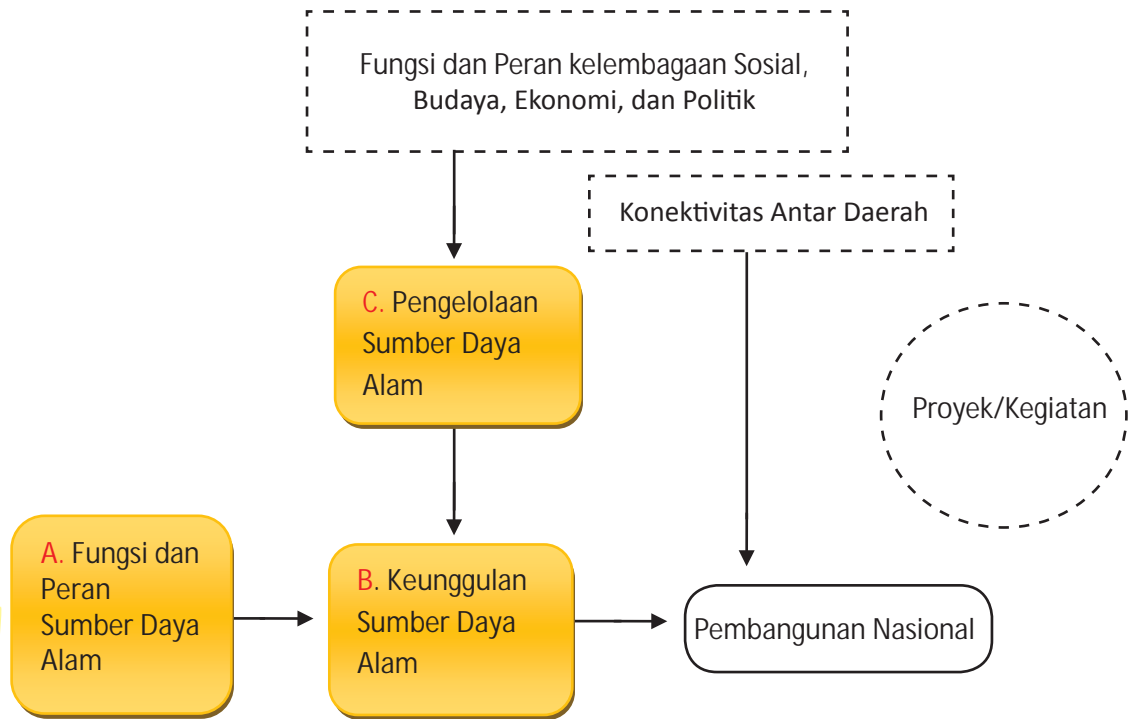 Fungsi dan Peran kelembagaan Sosial,
Budaya, Ekonomi, dan Politik
Konektivitas Antar Daerah
C. Pengelolaan
Sumber Daya
Alam
Proyek/Kegiatan
A. Fungsi dan
Peran
Sumber Daya
Alam
B. Keunggulan
Sumber Daya
Alam
Pembangunan Nasional